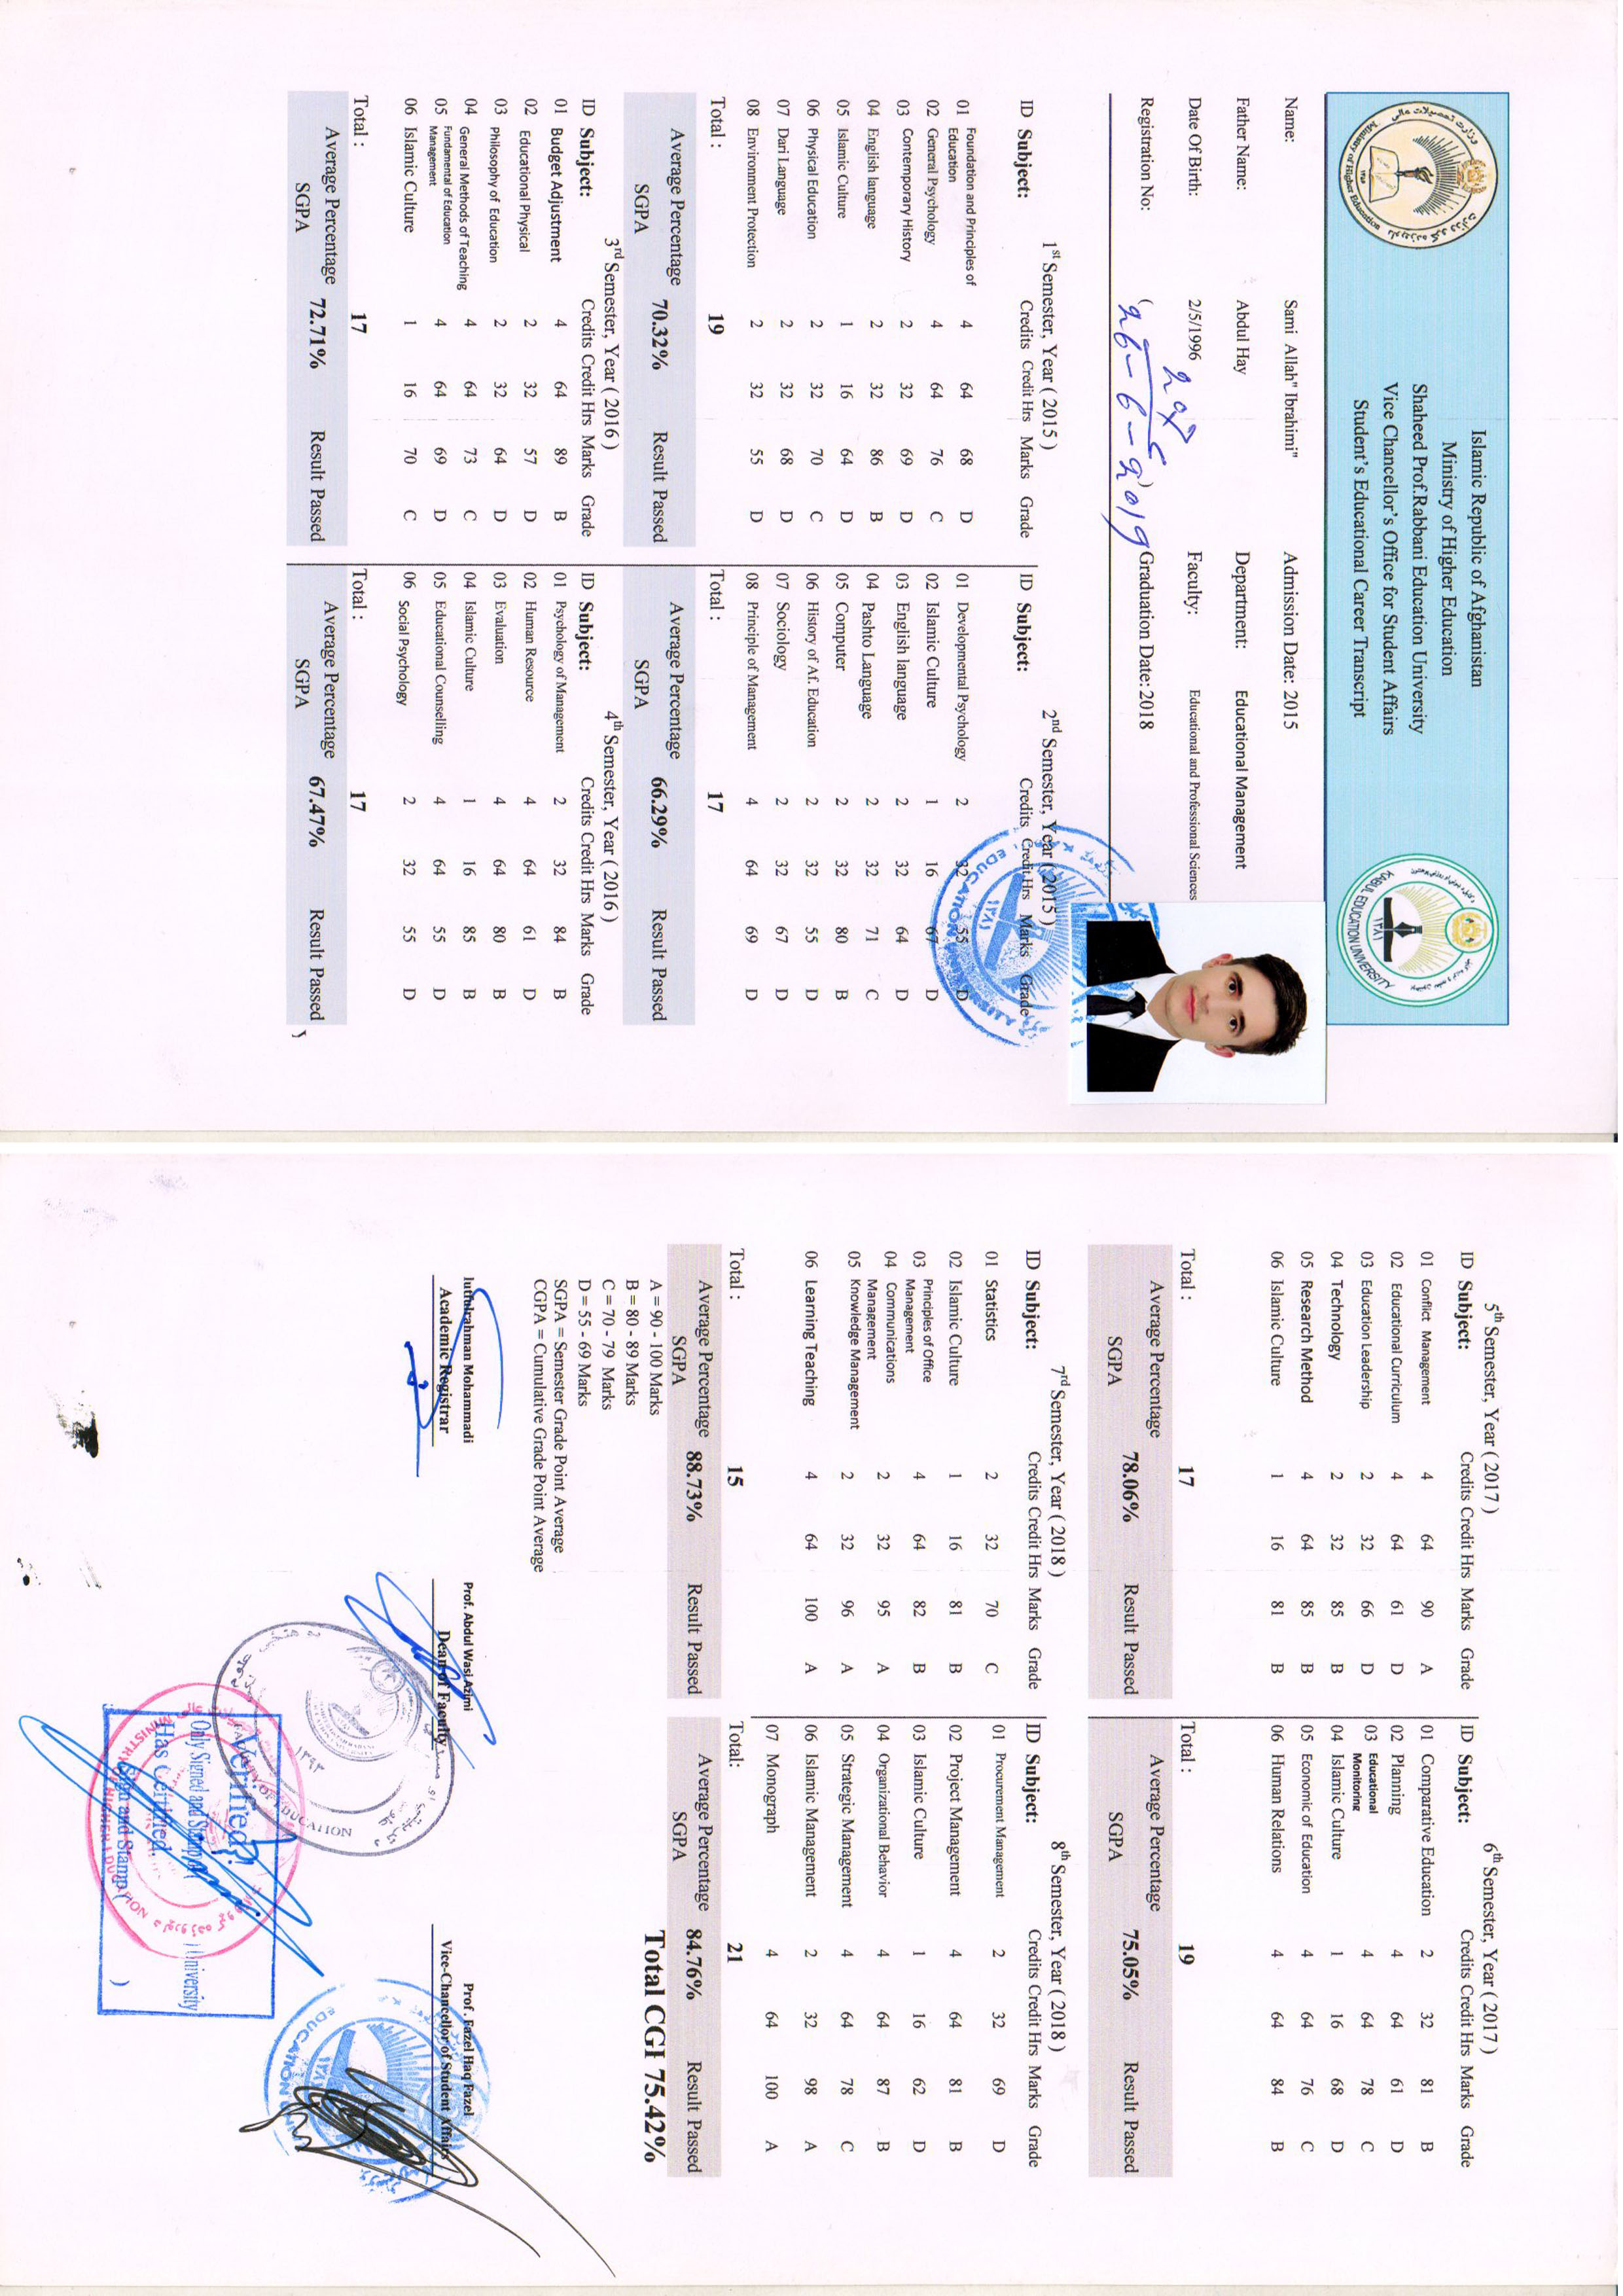 Islamic Republic of Afghanistan
Ministry of Higher Education
Shaheed Prof.Rabbani Education University
Vice Chancellor's Office for Student Affairs
Student's Educational Career Transcript
Ministry of Higher Education
KABUL EDUCATION UNIVERSITY
١٣٨١
Name: Sami Allah" Ibrahimi" Admission Date: 2015
Father Name: Abdul Hay Department: Educational Management
Date Of Birth: 2/5/1996 Faculty: Educational and Professional Sciences
Registration No: ( ) Graduation Date: 2018
26-6-2019
1st Semester, Year ( 2015 )
ID Subject: Credits Credit Hrs Marks Grade
01 Foundation and Principles of Education 4 64 68 D
02 General Psychology 4 64 76 C
03 Contemporary History 2 32 69 D
04 English language 2 32 86 B
05 Islamic Culture 1 16 64 D
06 Physical Education 2 32 70 C
07 Dari Language 2 32 68 D
08 Environment Protection 2 32 55 D
Total : 19
Average Percentage
SGPA 70.32% Result Passed
2nd Semester, Year ( 2015 )
ID Subject: Credits Credit Hrs Marks Grade
01 Developmental Psychology 2 32 55 D
02 Islamic Culture 1 16 67 D
03 English language 2 32 64 D
04 Pashto Language 2 32 71 C
05 Computer 2 32 80 B
06 History of Af. Education 2 32 55 D
07 Sociology 2 32 67 D
08 Principle of Management 4 64 69 D
Total : 17
Average Percentage
SGPA 66.29% Result Passed
3rd Semester, Year ( 2016 )
ID Subject: Credits Credit Hrs Marks Grade
01 Budget Adjustment 4 64 89 B
02 Educational Physical 2 32 57 D
03 Philosophy of Education 2 32 64 D
04 General Methods of Teaching 4 64 73 C
05 Fundamental of Education Management 4 64 69 D
06 Islamic Culture 1 16 70 C
Total : 17
Average Percentage
SGPA 72.71% Result Passed
4th Semester, Year ( 2016 )
ID Subject: Credits Credit Hrs Marks Grade
01 Psychology of Management 2 32 84 B
02 Human Resource 4 64 61 D
03 Evaluation 4 64 80 B
04 Islamic Culture 1 16 85 B
05 Educational Counselling 4 64 55 D
06 Social Psychology 2 32 55 D
Total : 17
Average Percentage
SGPA 67.47% Result Passed
5th Semester, Year ( 2017 )
ID Subject: Credits Credit Hrs Marks Grade
01 Conflict Management 4 64 90 A
02 Educational Curriculum 4 64 61 D
03 Education Leadership 2 32 66 D
04 Technology 2 32 85 B
05 Research Method 4 64 85 B
06 Islamic Culture 1 16 81 B
Total : 17
Average Percentage
SGPA 78.06% Result Passed
6th Semester, Year ( 2017 )
ID Subject: Credits Credit Hrs Marks Grade
01 Comparative Education 2 32 81 B
02 Planning 4 64 61 D
03 Educational Monitoring 4 64 78 C
04 Islamic Culture 1 16 68 D
05 Economic of Education 4 64 76 C
06 Human Relations 4 64 84 B
Total : 19
Average Percentage
SGPA 75.05% Result Passed
7rd Semester, Year ( 2018 )
ID Subject: Credits Credit Hrs Marks Grade
01 Statistics 2 32 70 C
02 Islamic Culture 1 16 81 B
03 Principles of Office Management 4 64 82 B
04 Communications Management 2 32 95 A
05 Knowledge Management 2 32 96 A
06 Learning Teaching 4 64 100 A
Total : 15
Average Percentage
SGPA 88.73% Result Passed
8th Semester, Year ( 2018 )
ID Subject: Credits Credit Hrs Marks Grade
01 Procurement Management 2 32 69 D
02 Project Management 4 64 81 B
03 Islamic Culture 1 16 62 D
04 Organizational Behavior 4 64 87 B
05 Strategic Management 4 64 78 C
06 Islamic Management 2 32 98 A
07 Monograph 4 64 100 A
Total: 21
Average Percentage
SGPA 84.76% Result Passed
Total CGI 75.42%
A = 90 - 100 Marks
B = 80 - 89 Marks
C = 70 - 79 Marks
D = 55 - 69 Marks
SGPA = Semester Grade Point Average
CGPA = Cumulative Grade Point Average
lutfulrahman Mohammadi
Academic Registrar
Prof. Abdul Wasi Azimi
Dean of Faculty
Prof. Fazel Haq Fazel
Vice-Chancellor of Student Affairs
١٣٩٣
FACULTY OF EDUCATION
Verified !
Only Signed and Stamp of ( ) University
Has Certified.
Sign and Stamp ( )
MINISTRY OF HIGHER EDUCATION